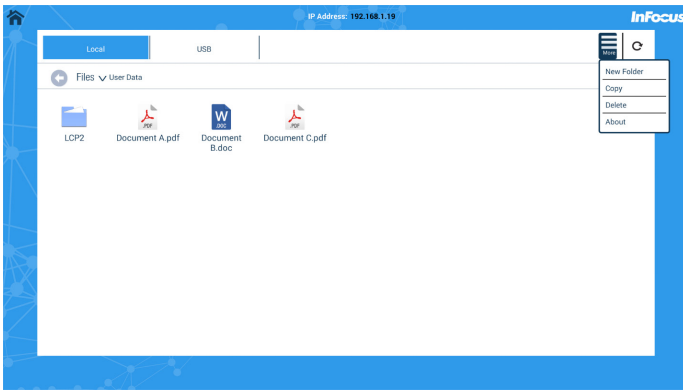 IP Address: 192.168.1.19
InFocus
Local
USB
More
Files
User Data
New Folder
Copy
Delete
About
LCP2
PDF
Document A.pdf
W
.DOC
Document
B.doc
PDF
Document C.pdf